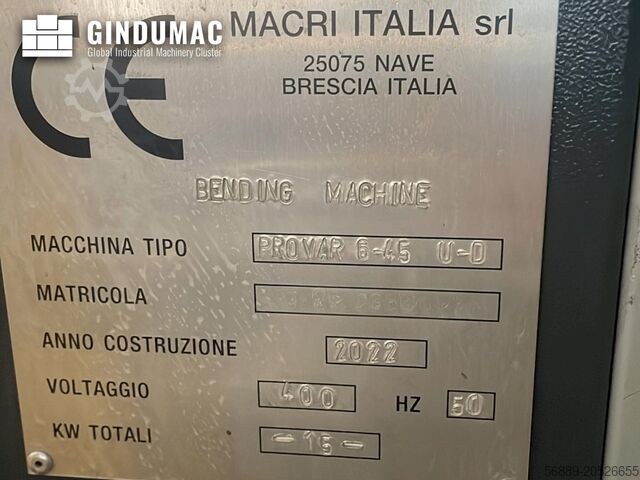 GINDUMAC
Global Industrial Machinery Cluster
CE
MACRI ITALIA srl
25075 NAVE
BRESCIA ITALIA
BENDING MACHINE
MACCHINA TIPO PROVAR 6-45 U-D
MATRICOLA
ANNO COSTRUZIONE 2022
VOLTAGGIO 400 HZ 50
KW TOTALI -15-
56889-20526655